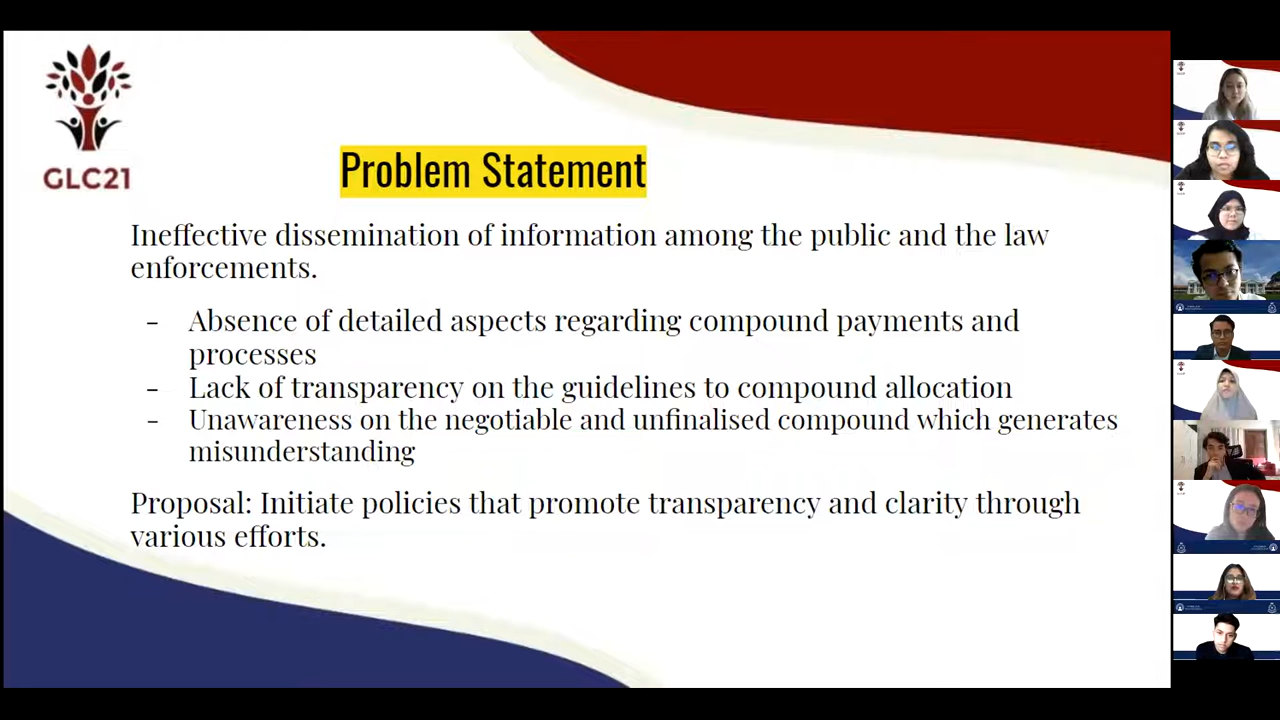 GLC21
Problem Statement
Ineffective dissemination of information among the public and the law
enforcements.
- Absence of detailed aspects regarding compound payments and
processes
- Lack of transparency on the guidelines to compound allocation
- Unawareness on the negotiable and unfinalised compound which generates
misunderstanding
Proposal: Initiate policies that promote transparency and clarity through
various efforts.